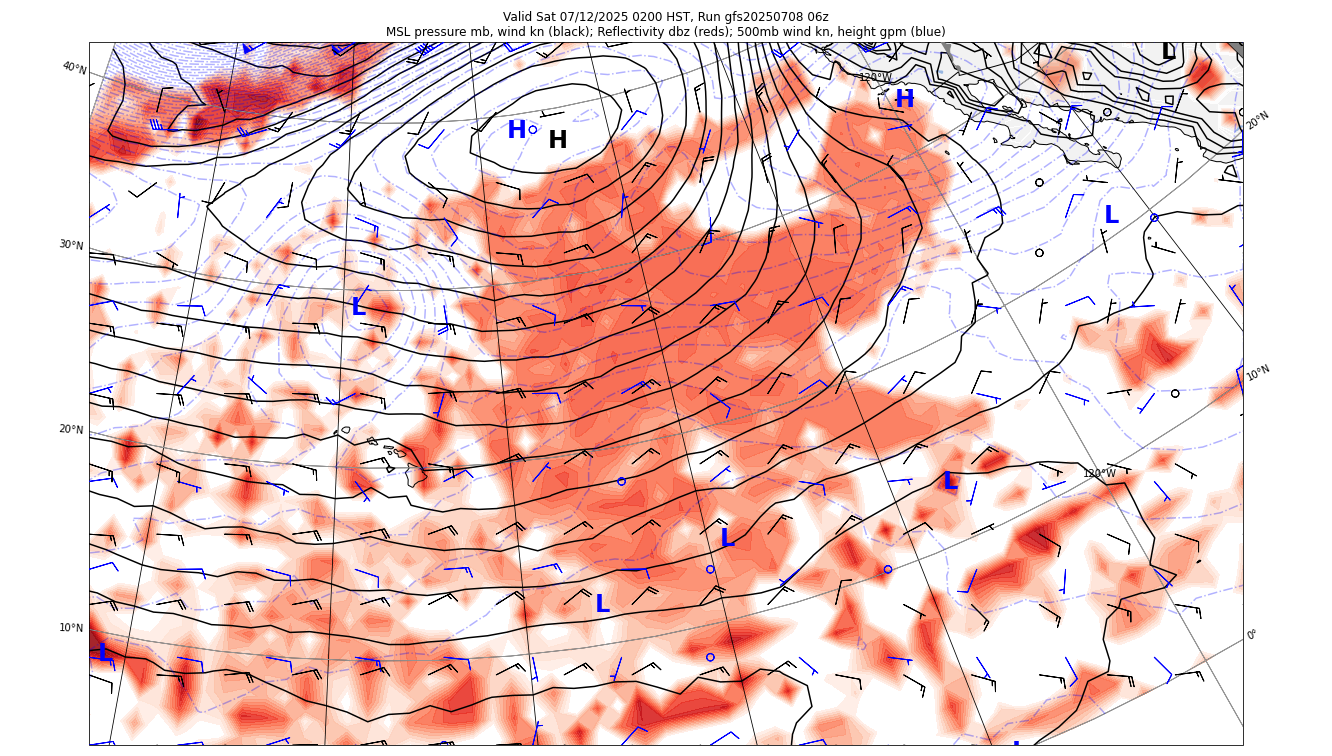 Valid Sat 07/12/2025 0200 HST, Run gfs20250708 06z
MSL pressure mb, wind kn (black); Reflectivity dbz (reds); 500mb wind kn, height gpm (blue)
L
40°N
120°W
H
20°N
H H
L
30°N
L
10°N
20°N
120°W
L
L
L
10°N
0°
L
L